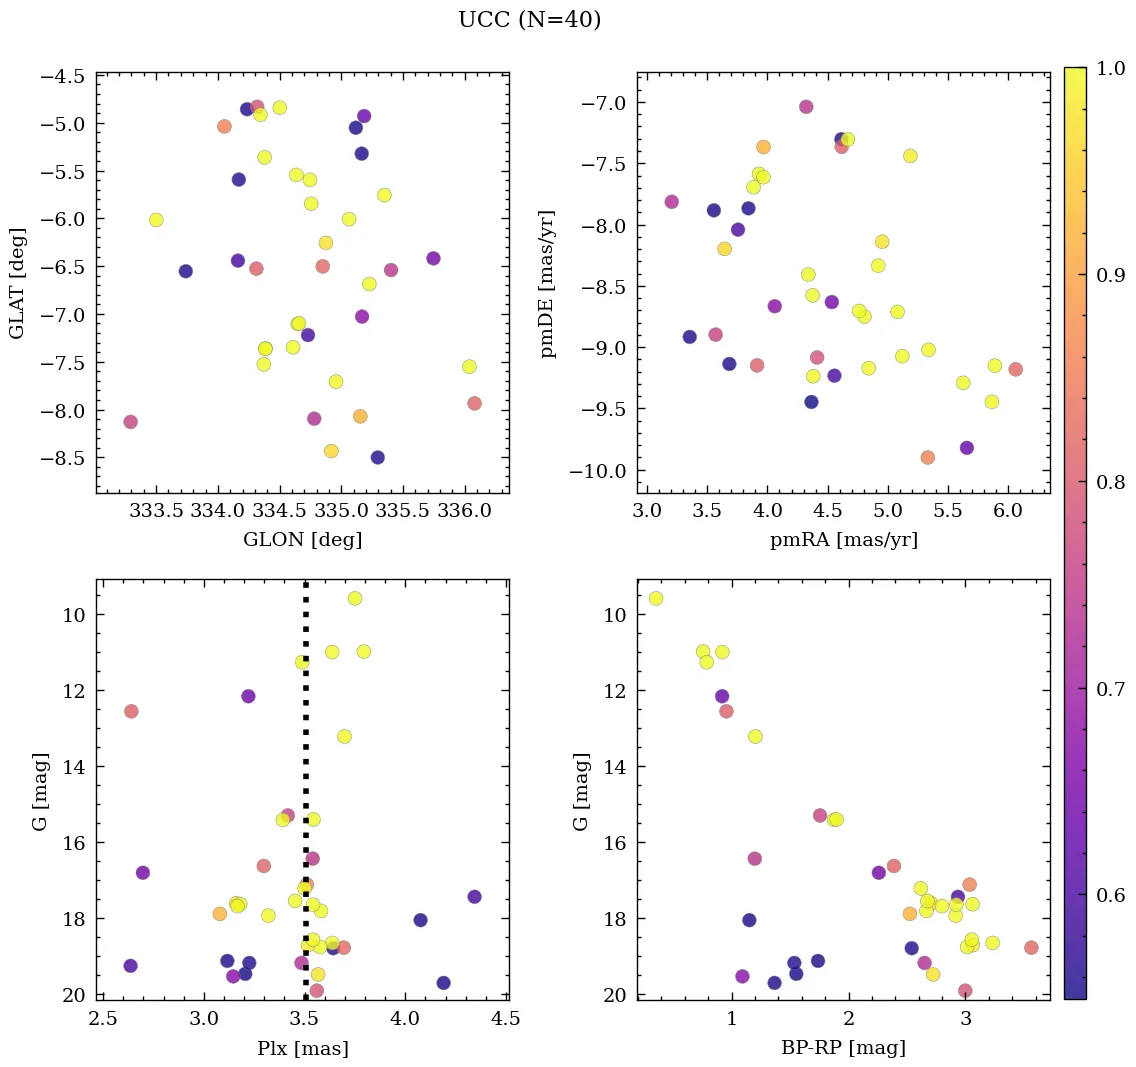 UCC (N=40)
−4.5
−5.0
−5.5
−6.0
−6.5
−7.0
−7.5
−8.0
−8.5
GLAT [deg]
333.5 334.0 334.5 335.0 335.5 336.0
GLON [deg]
−7.0
−7.5
−8.0
−8.5
−9.0
−9.5
−10.0
pmDE [mas/yr]
3.0 3.5 4.0 4.5 5.0 5.5 6.0
pmRA [mas/yr]
1.0
0.9
0.8
0.7
0.6
10
12
14
16
18
20
G [mag]
2.5 3.0 3.5 4.0 4.5
Plx [mas]
10
12
14
16
18
20
G [mag]
1 2 3
BP-RP [mag]